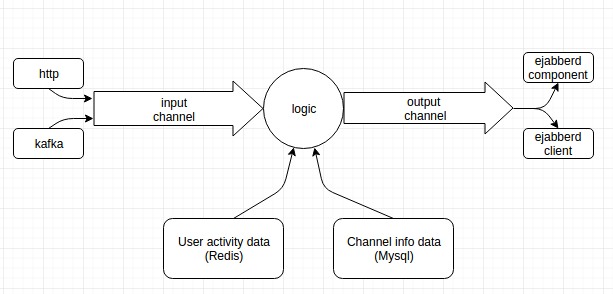 http
kafka
input
channel
logic
output
channel
ejabberd
component
ejabberd
client
User activity data
(Redis)
Channel info data
(Mysql)